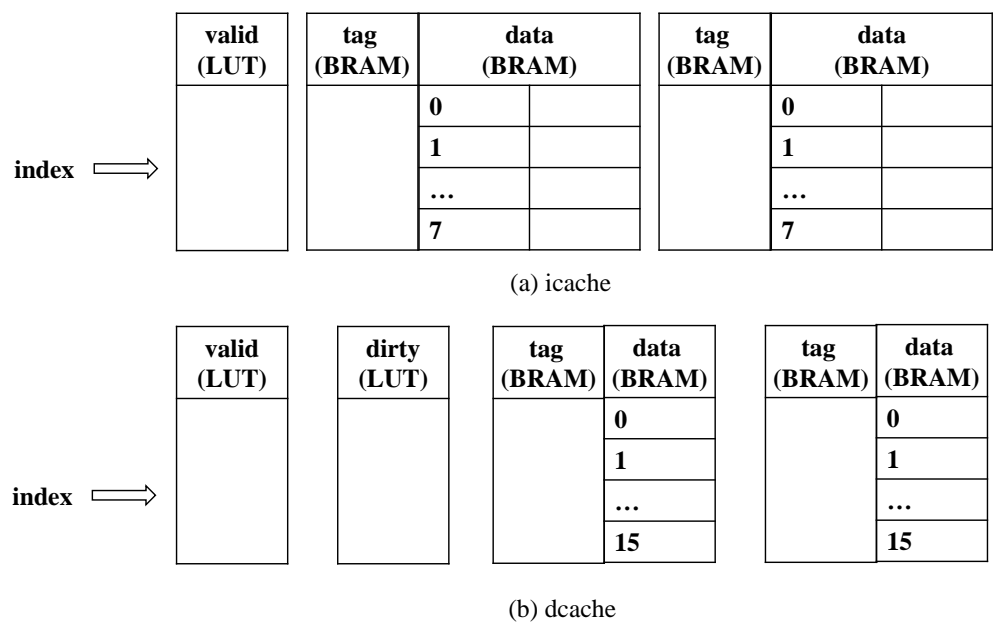 valid tag data tag data
(LUT) (BRAM) (BRAM) (BRAM) (BRAM)
0 0
1 1
index
… …
7 7
(a) icache
valid dirty tag data tag data
(LUT) (LUT) (BRAM) (BRAM) (BRAM) (BRAM)
0 0
1 1
index
… …
15 15
(b) dcache